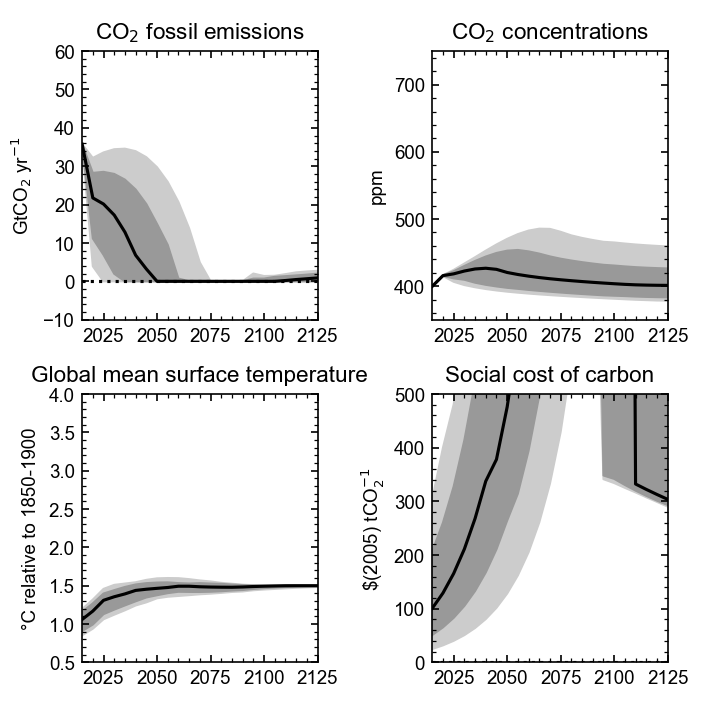 CO₂ fossil emissions
GtCO₂ yr⁻¹
60
50
40
30
20
10
0
−10
2025 2050 2075 2100 2125
CO₂ concentrations
ppm
700
600
500
400
2025 2050 2075 2100 2125
Global mean surface temperature
°C relative to 1850-1900
4.0
3.5
3.0
2.5
2.0
1.5
1.0
0.5
2025 2050 2075 2100 2125
Social cost of carbon
$(2005) tCO₂⁻¹
500
400
300
200
100
0
2025 2050 2075 2100 2125